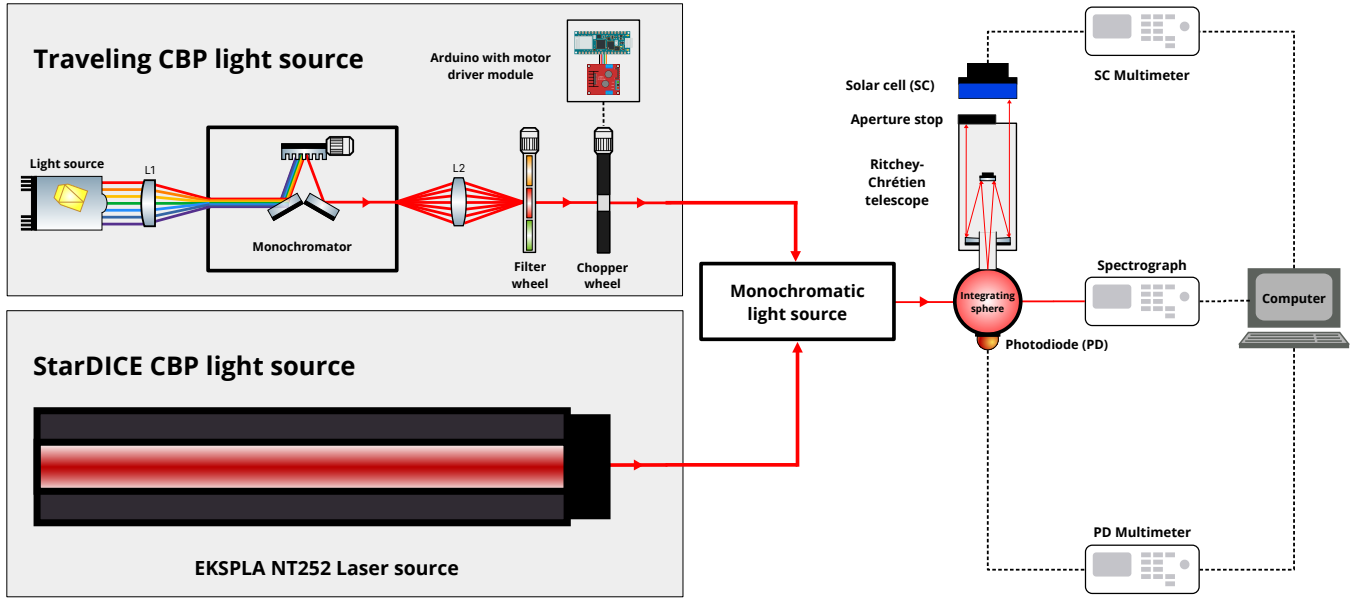 Traveling CBP light source
Arduino with motor
driver module
Light source
L1
Monochromator
L2
Filter
wheel
Chopper
wheel
StarDICE CBP light source
EKSPLA NT252 Laser source
Monochromatic
light source
Solar cell (SC)
Aperture stop
Ritchey-
Chrétien
telescope
Integrating
sphere
Photodiode (PD)
SC Multimeter
Spectrograph
Computer
PD Multimeter